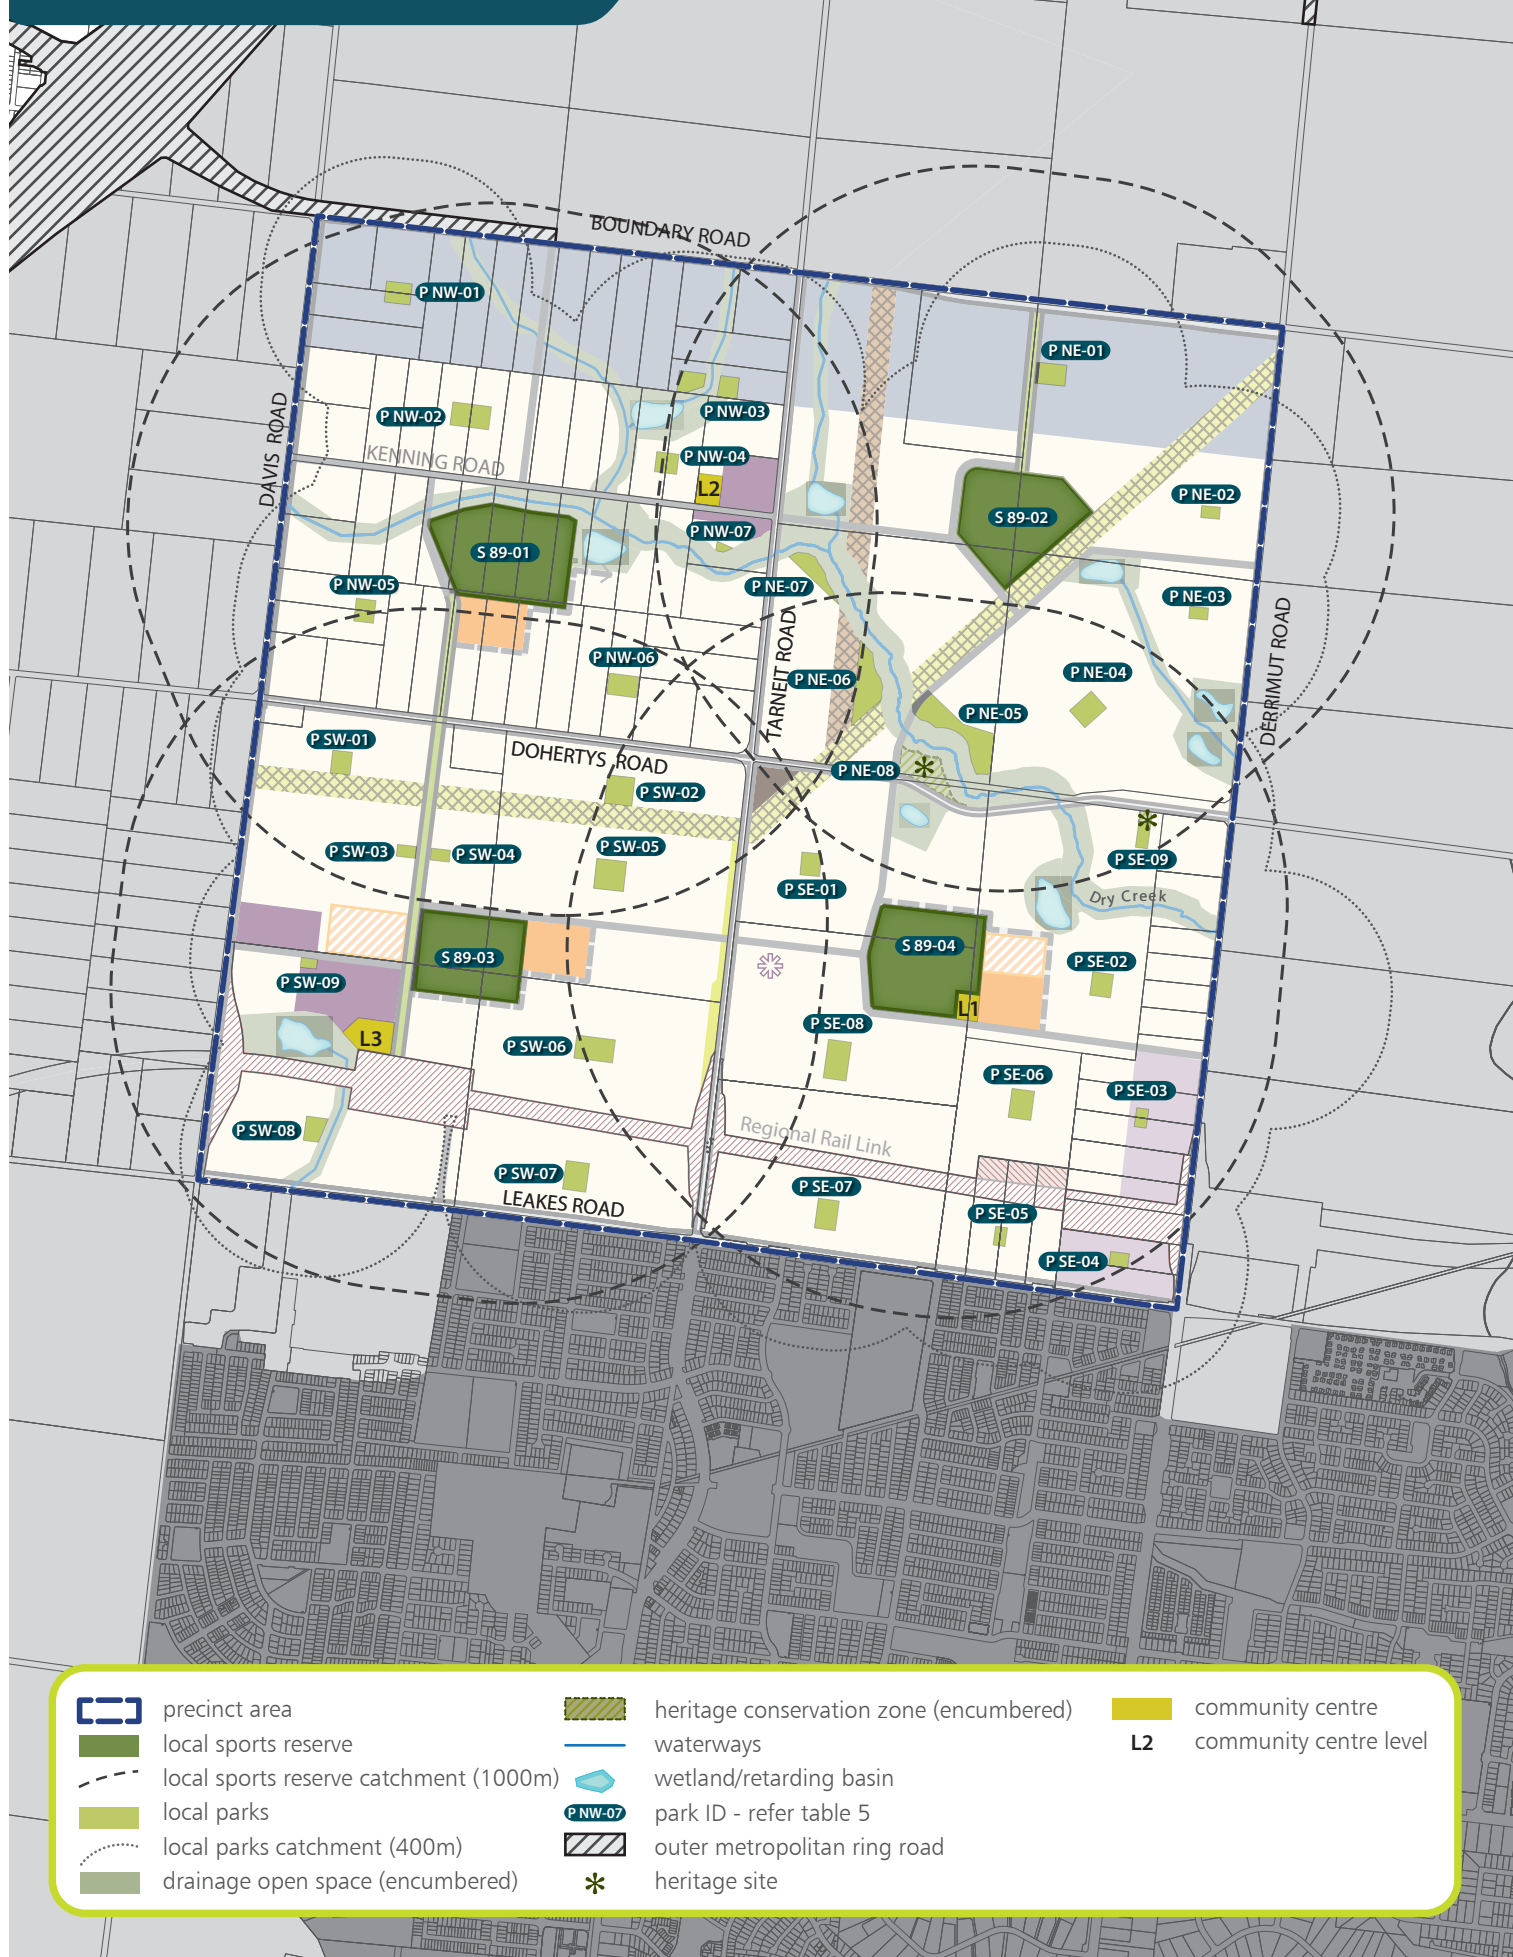 BOUNDARY ROAD
P NW-01
P NE-01
P NW-02
P NW-03
DAVIS ROAD
KENNING ROAD
P NW-04
L2
P NE-02
S 89-02
P NW-07
S 89-01
P NW-05
P NE-07
P NE-03
TARNEIT ROAD
DERRIMUT ROAD
P NW-06
P NE-06
P NE-04
P NE-05
P SW-01
DOHERTYS ROAD
P NE-08
P SW-02
P SW-03
P SW-04
P SW-05
P SE-01
P SE-09
Dry Creek
S 89-03
S 89-04
P SE-02
P SW-09
L1
L3
P SE-08
P SW-06
P SE-06
P SE-03
P SW-08
Regional Rail Link
P SW-07
P SE-07
LEAKES ROAD
P SE-05
P SE-04
precinct area
local sports reserve
local sports reserve catchment (1000m)
local parks
local parks catchment (400m)
drainage open space (encumbered)
heritage conservation zone (encumbered)
waterways
wetland/retarding basin
P NW-07
park ID - refer table 5
outer metropolitan ring road
heritage site
community centre
L2
community centre level